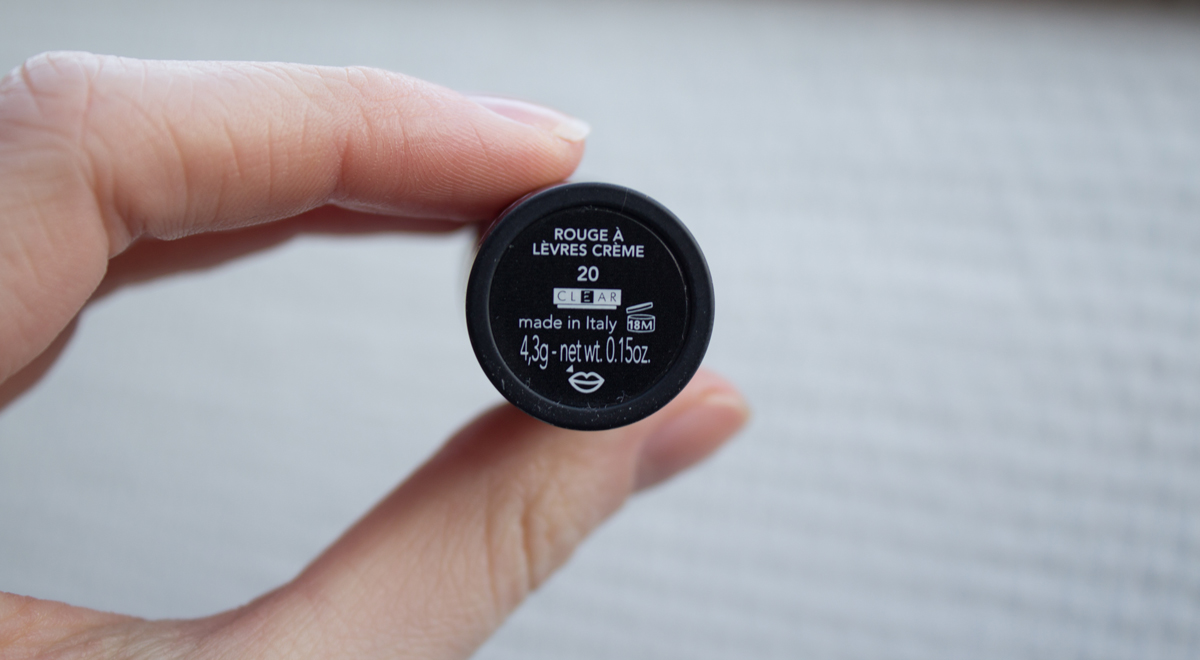 ROUGE À
LÈVRES CRÈME
20
CLEAR
made in Italy 18M
4,3g - net wt. 0.15oz.